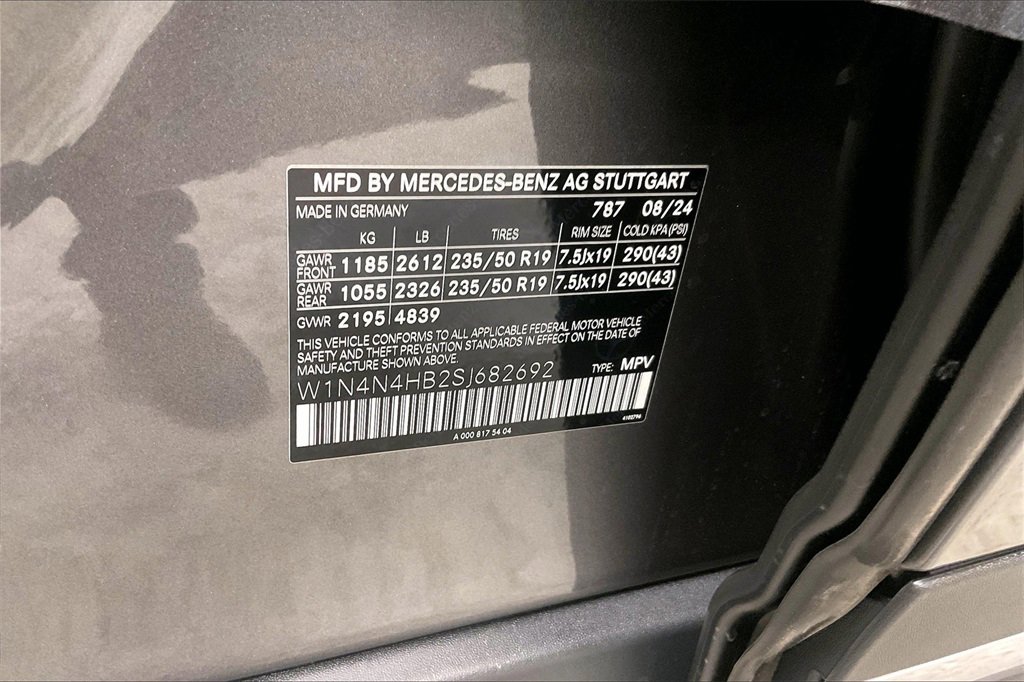 MFD BY MERCEDES-BENZ AG STUTTGART
MADE IN GERMANY 787 08/24
KG LB TIRES RIM SIZE COLD KPA (PSI)
GAWR FRONT 1185 2612 235/50 R19 7.5Jx19 290(43)
GAWR REAR 1055 2326 235/50 R19 7.5Jx19 290(43)
GVWR 2195 4839
THIS VEHICLE CONFORMS TO ALL APPLICABLE FEDERAL MOTOR VEHICLE
SAFETY AND THEFT PREVENTION STANDARDS IN EFFECT ON THE DATE OF
MANUFACTURE SHOWN ABOVE.
W1N4N4HB2SJ682692 TYPE: MPV
4102796
A 000 817 54 04